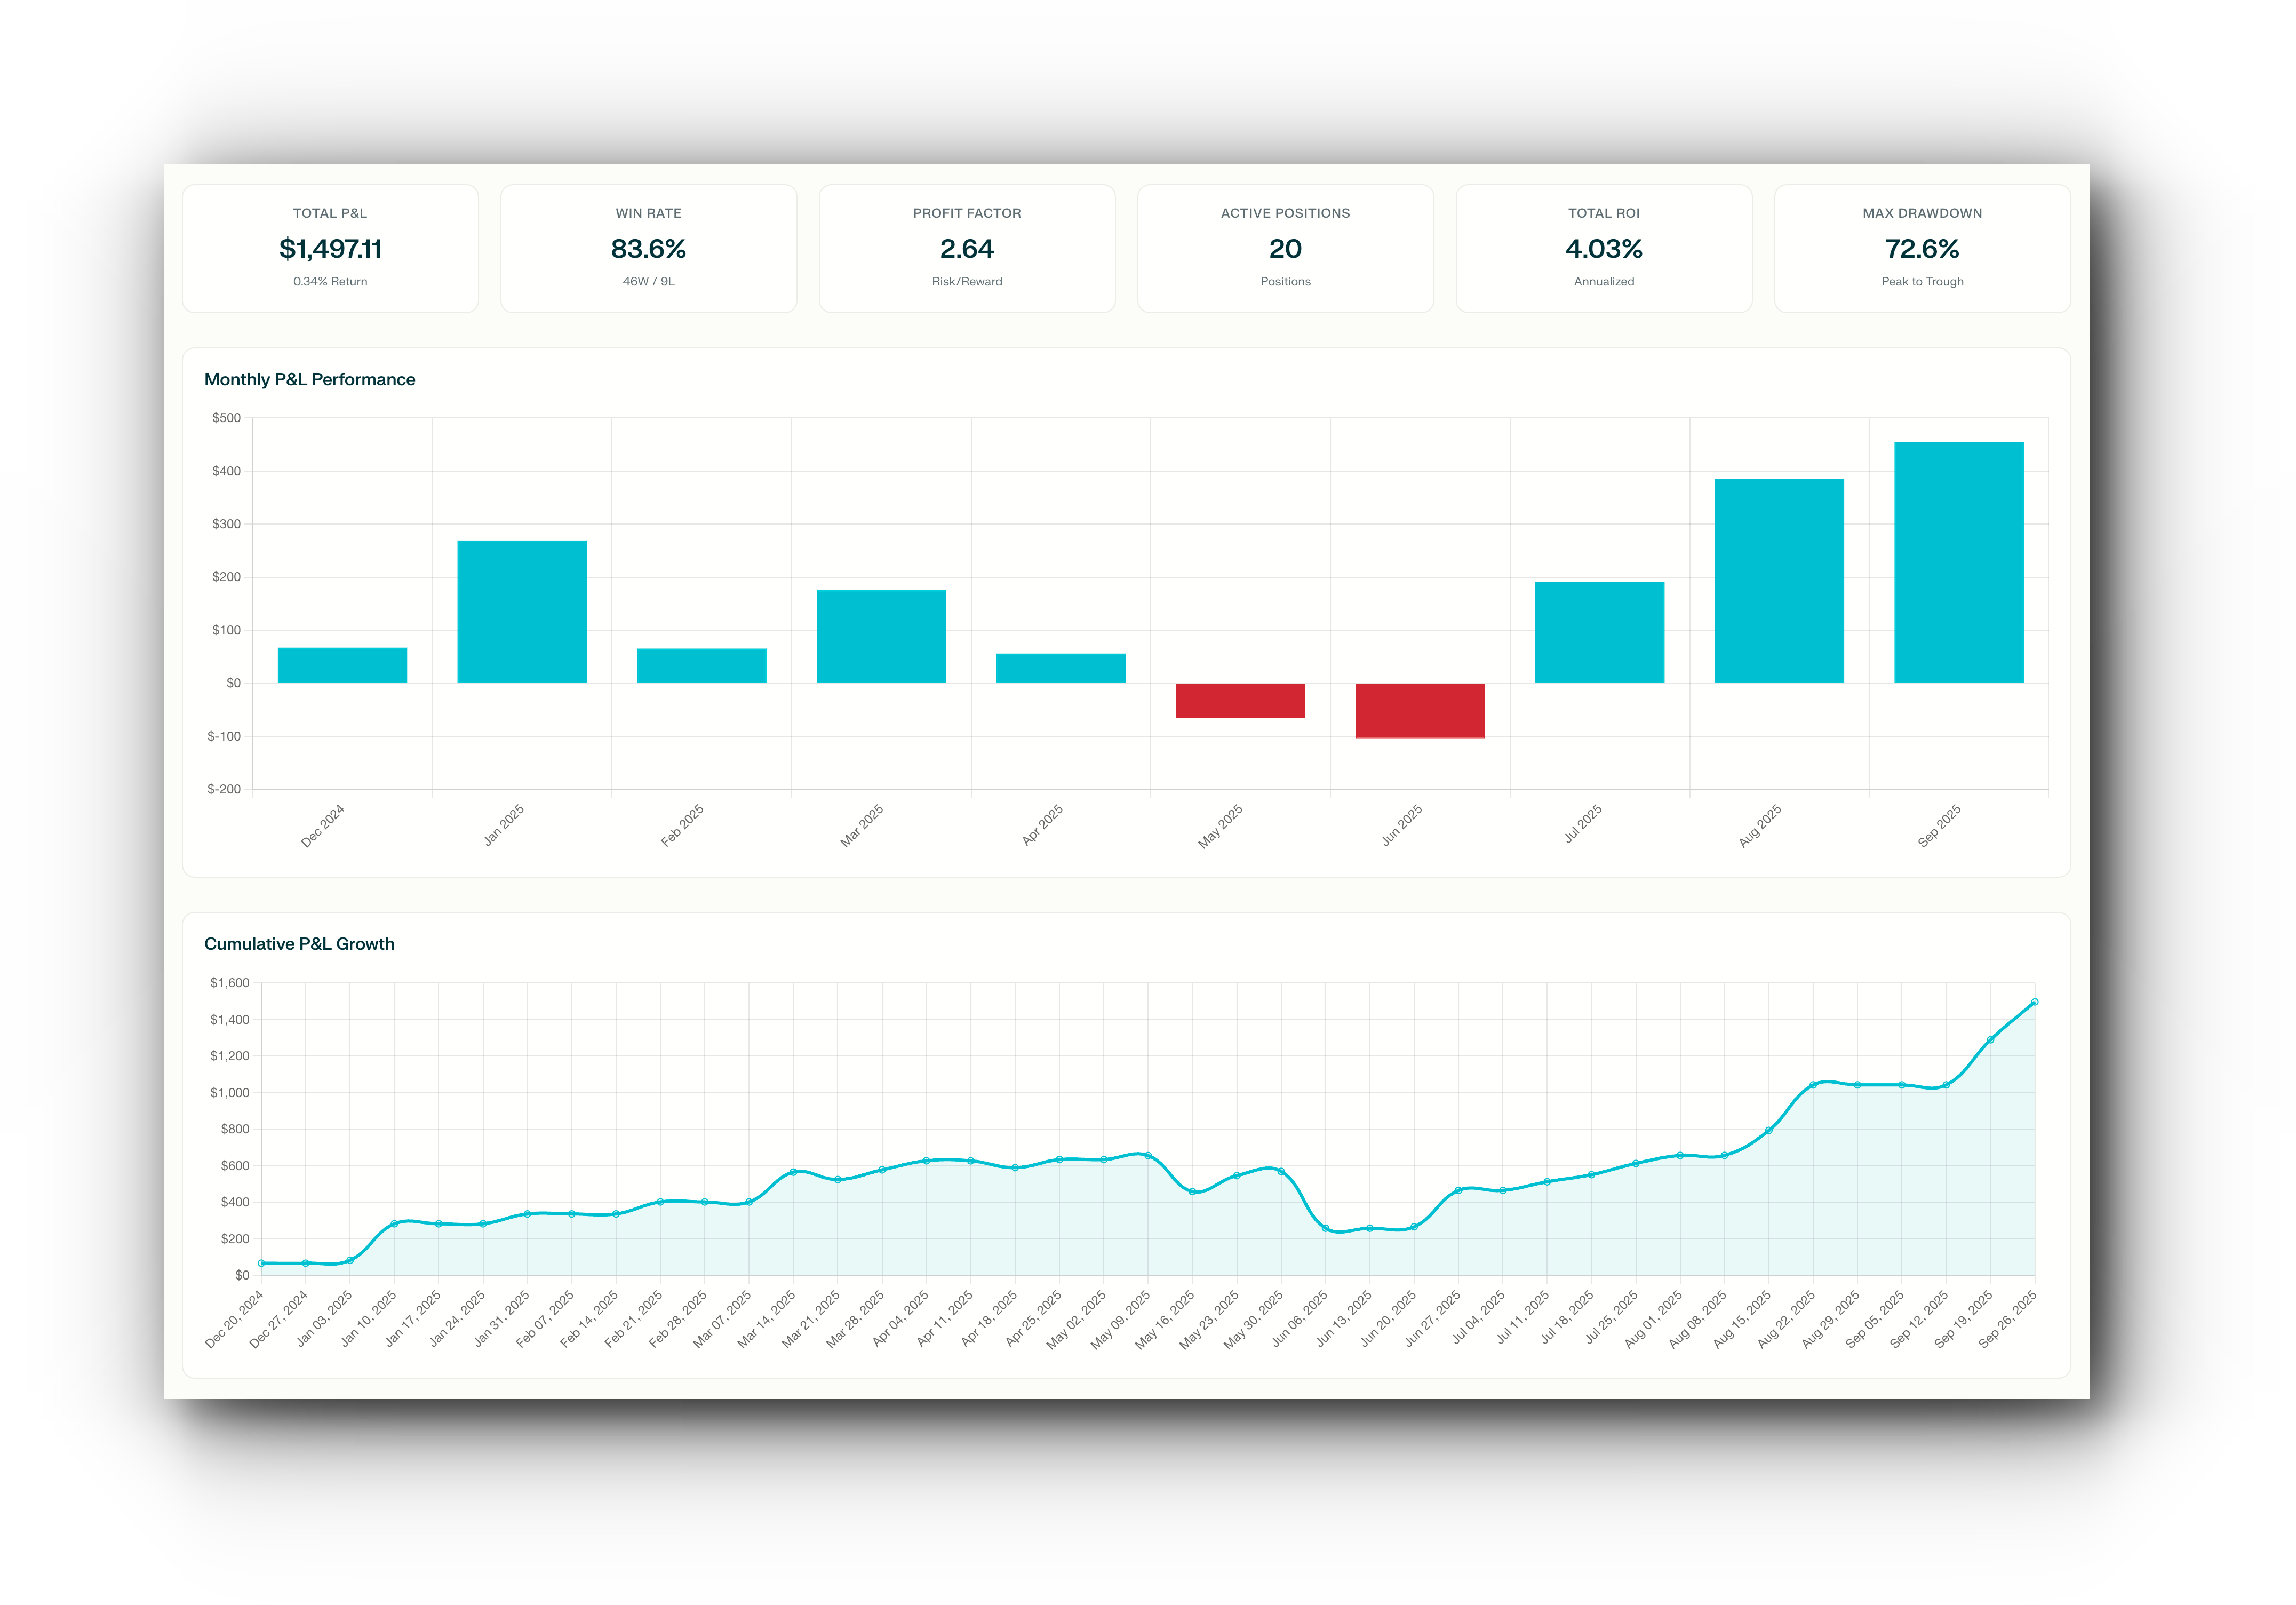 TOTAL P&L
$1,497.11
0.34% Return
WIN RATE
83.6%
46W / 9L
PROFIT FACTOR
2.64
Risk/Reward
ACTIVE POSITIONS
20
Positions
TOTAL ROI
4.03%
Annualized
MAX DRAWDOWN
72.6%
Peak to Trough
Monthly P&L Performance
$500
$400
$300
$200
$100
$0
$-100
$-200
Dec 2024
Jan 2025
Feb 2025
Mar 2025
Apr 2025
May 2025
Jun 2025
Jul 2025
Aug 2025
Sep 2025
Cumulative P&L Growth
$1,600
$1,400
$1,200
$1,000
$800
$600
$400
$200
$0
Dec 20, 2024
Dec 27, 2024
Jan 03, 2025
Jan 10, 2025
Jan 17, 2025
Jan 24, 2025
Jan 31, 2025
Feb 07, 2025
Feb 14, 2025
Feb 21, 2025
Feb 28, 2025
Mar 07, 2025
Mar 14, 2025
Mar 21, 2025
Mar 28, 2025
Apr 04, 2025
Apr 11, 2025
Apr 18, 2025
Apr 25, 2025
May 02, 2025
May 09, 2025
May 16, 2025
May 23, 2025
May 30, 2025
Jun 06, 2025
Jun 13, 2025
Jun 20, 2025
Jun 27, 2025
Jul 04, 2025
Jul 11, 2025
Jul 18, 2025
Jul 25, 2025
Aug 01, 2025
Aug 08, 2025
Aug 15, 2025
Aug 22, 2025
Aug 29, 2025
Sep 05, 2025
Sep 12, 2025
Sep 19, 2025
Sep 26, 2025